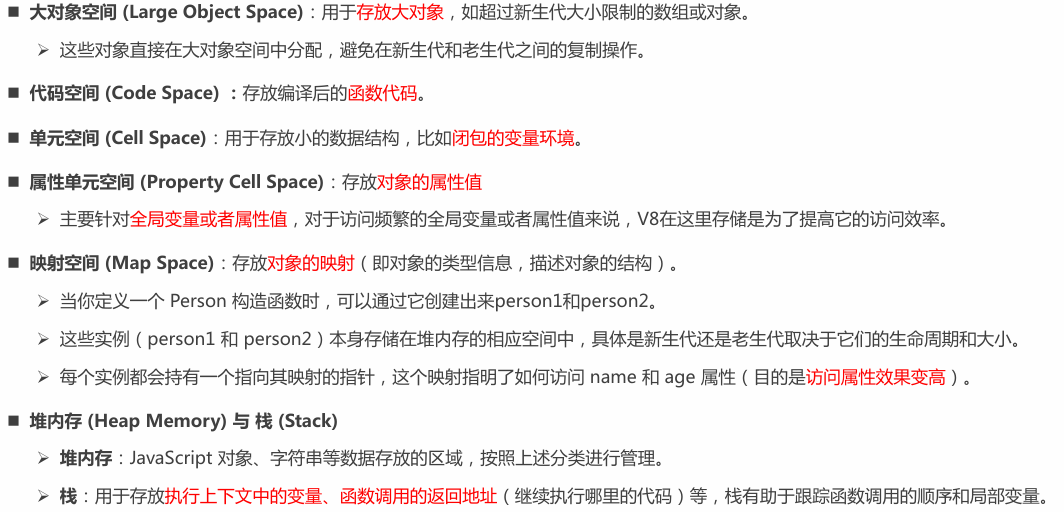 ■ 大对象空间 (Large Object Space)：用于存放大对象，如超过新生代大小限制的数组或对象。
➢ 这些对象直接在大对象空间中分配，避免在新生代和老生代之间的复制操作。
■ 代码空间 (Code Space) ：存放编译后的函数代码。
■ 单元空间 (Cell Space)：用于存放小的数据结构，比如闭包的变量环境。
■ 属性单元空间 (Property Cell Space)：存放对象的属性值
➢ 主要针对全局变量或者属性值，对于访问频繁的全局变量或者属性值来说，V8在这里存储是为了提高它的访问效率。
■ 映射空间 (Map Space)：存放对象的映射（即对象的类型信息，描述对象的结构）。
➢ 当你定义一个 Person 构造函数时，可以通过它创建出来person1和person2。
➢ 这些实例（person1 和 person2）本身存储在堆内存的相应空间中，具体是新生代还是老生代取决于它们的生命周期和大小。
➢ 每个实例都会持有一个指向其映射的指针，这个映射指明了如何访问 name 和 age 属性（目的是访问属性效果变高）。
■ 堆内存 (Heap Memory) 与 栈 (Stack)
➢ 堆内存：JavaScript 对象、字符串等数据存放的区域，按照上述分类进行管理。
➢ 栈：用于存放执行上下文中的变量、函数调用的返回地址（继续执行哪里的代码）等，栈有助于跟踪函数调用的顺序和局部变量。